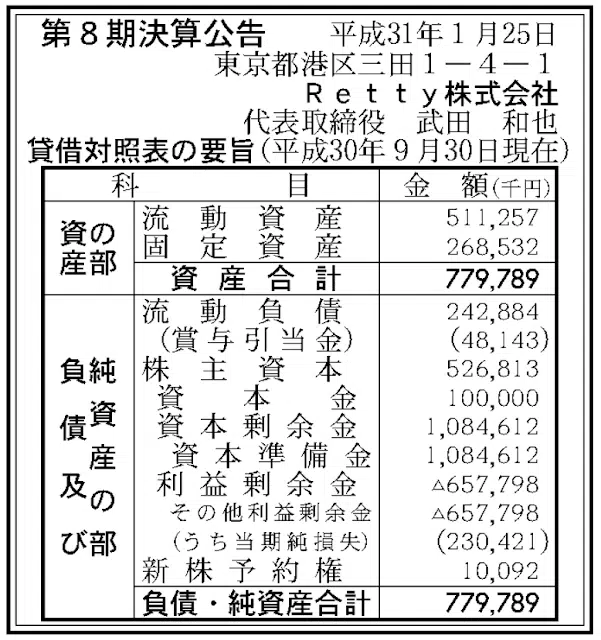 第８期決算公告 平成31年１月25日
東京都港区三田１－４－１
Ｒｅｔｔｙ株式会社
代表取締役 武田 和也
貸借対照表の要旨(平成30年９月30日現在)
科 目 金 額(千円)
資産の部
流動資産 511,257
固定資産 268,532
資産合計 779,789
負債及び純資産の部
流動負債 242,884
(賞与引当金) (48,143)
株主資本 526,813
資本金 100,000
資本剰余金 1,084,612
資本準備金 1,084,612
利益剰余金 △657,798
その他利益剰余金 △657,798
(うち当期純損失) (230,421)
新株予約権 10,092
負債・純資産合計 779,789